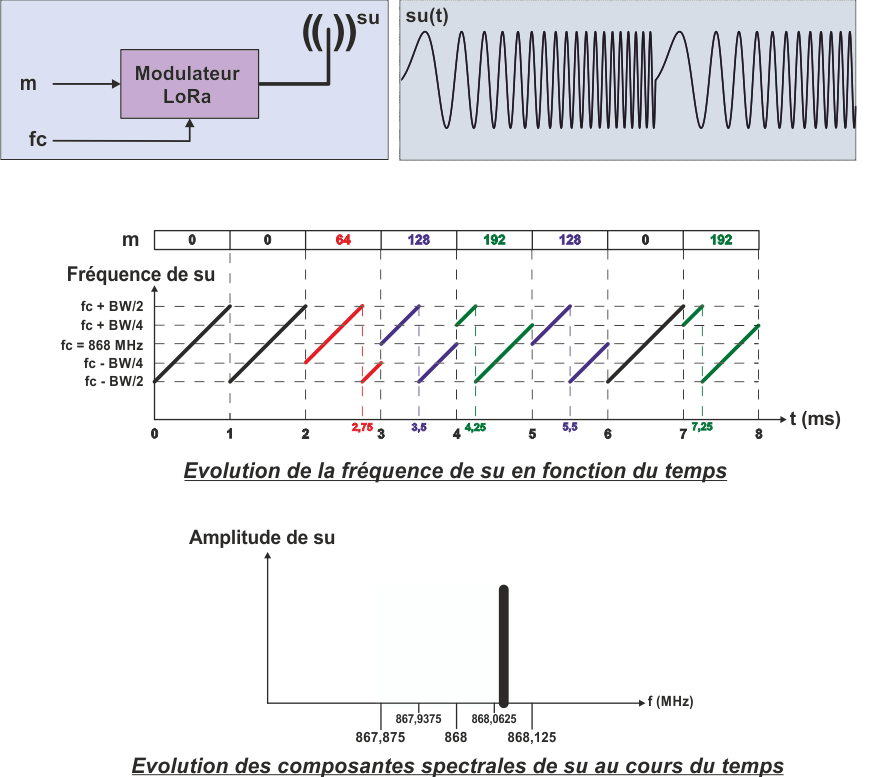 su
Modulateur
LoRa
m
fc
su(t)
m 0 0 64 128 192 128 0 192
Fréquence de su
fc + BW/2
fc + BW/4
fc = 868 MHz
fc - BW/4
fc - BW/2
t (ms)
2,75 3,5 4,25 5,5 7,25
0 1 2 3 4 5 6 7 8
Evolution de la fréquence de su en fonction du temps
Amplitude de su
f (MHz)
867,9375 868,0625
867,875 868 868,125
Evolution des composantes spectrales de su au cours du temps